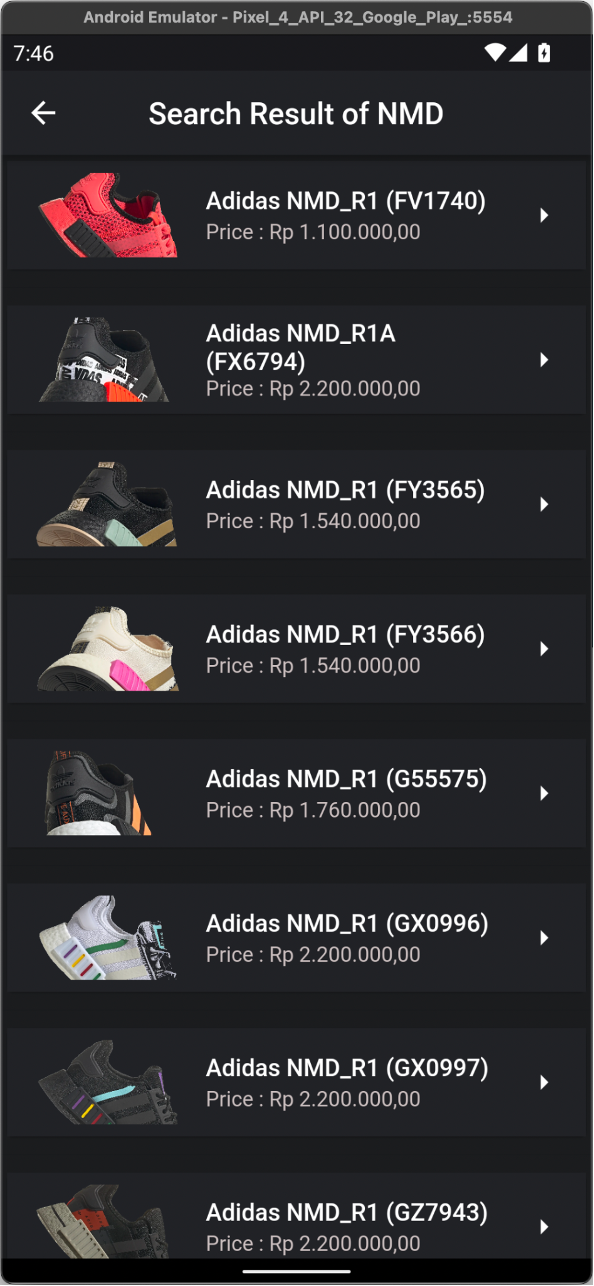 Android Emulator - Pixel_4_API_32_Google_Play_:5554
7:46
Search Result of NMD
Adidas NMD_R1 (FV1740)
Price : Rp 1.100.000,00
Adidas NMD_R1A
(FX6794)
Price : Rp 2.200.000,00
Adidas NMD_R1 (FY3565)
Price : Rp 1.540.000,00
Adidas NMD_R1 (FY3566)
Price : Rp 1.540.000,00
Adidas NMD_R1 (G55575)
Price : Rp 1.760.000,00
Adidas NMD_R1 (GX0996)
Price : Rp 2.200.000,00
Adidas NMD_R1 (GX0997)
Price : Rp 2.200.000,00
Adidas NMD_R1 (GZ7943)
Price : Rp 2.200.000,00